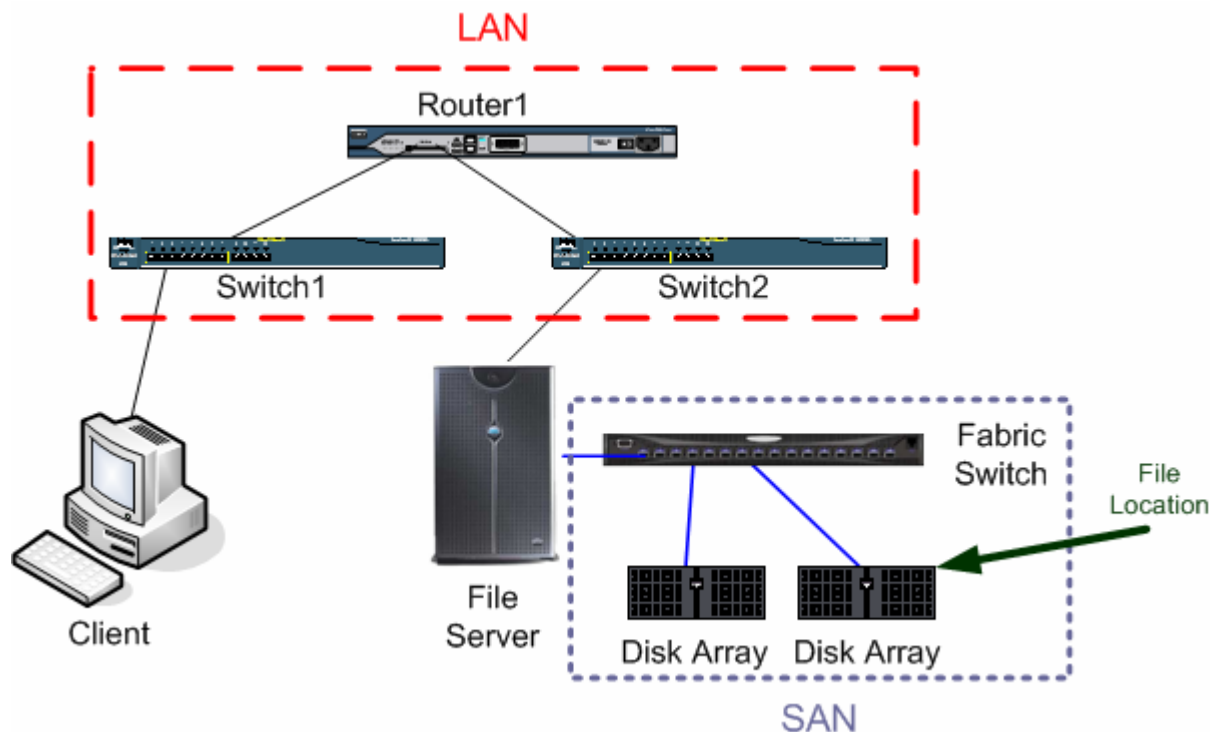 LAN
Router1
Switch1
Switch2
Fabric
Switch
File
Location
File
Server
Client
Disk Array
Disk Array
SAN